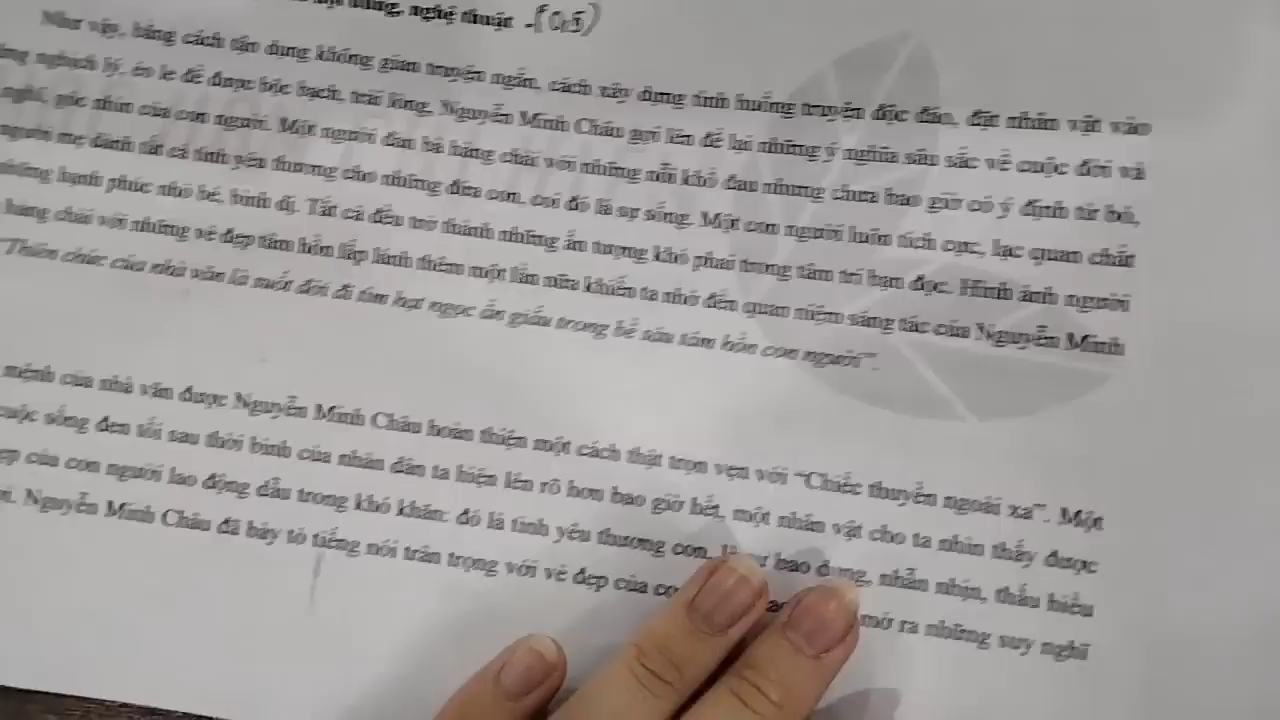 dung, nghệ thuật -(0,5)
Như vậy, bằng cách tạo dựng không gian truyện ngắn, cách xây dựng tình huống truyện độc đáo, đặt nhân vật vào
nghịch lý, éo le để được bộc bạch, trải lòng, Nguyễn Minh Châu gợi lên để lại những ý nghĩa sâu sắc về cuộc đời và
nghĩ, góc nhìn của con người. Một người đàn bà hàng chài với những nỗi khổ đau nhưng chưa bao giờ có ý định từ bỏ,
người mẹ dành tất cả tình yêu thương cho những đứa con, coi đó là sự sống. Một con người luôn tích cực, lạc quan chắt
những hạnh phúc nhỏ bé, bình dị. Tất cả đều trở thành những ấn tượng khó phai trong tâm trí bạn đọc. Hình ảnh người
hàng chài với những vẻ đẹp tâm hồn lấp lánh thêm một lần nữa khiến ta nhớ đến quan niệm sáng tác của Nguyễn Minh
"Thiên chức của nhà văn là suốt đời đi tìm hạt ngọc ẩn giấu trong bề sâu tâm hồn con người".
mệnh của nhà văn được Nguyễn Minh Châu hoàn thiện một cách thật trọn vẹn với "Chiếc thuyền ngoài xa". Một
cuộc sống đen tối sau thời bình của nhân dân ta hiện lên rõ hơn bao giờ hết, một nhân vật cho ta nhìn thấy được
đẹp của con người lao động dẫu trong khó khăn: đó là tình yêu thương con, bao dung, nhẫn nhịn, thấu hiểu
Nguyễn Minh Châu đã bày tỏ tiếng nói trân trọng với vẻ đẹp của mở ra những suy nghĩ